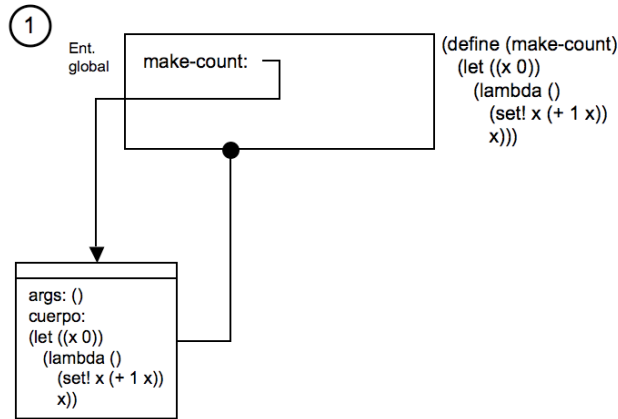 1
Ent.
global
make-count:
(define (make-count)
(let ((x 0))
(lambda ()
(set! x (+ 1 x))
x)))
args: ()
cuerpo:
(let ((x 0))
(lambda ()
(set! x (+ 1 x))
x))